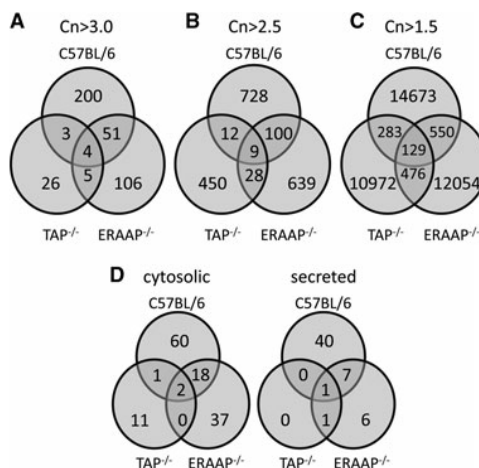 A Cn>3.0 B Cn>2.5 C Cn>1.5
C57BL/6 C57BL/6 C57BL/6
200 728 14673
3 51 12 100 283 550
4 9 129
5 28 476
26 106 450 639 10972 12054
TAP-/- ERAAP-/- TAP-/- ERAAP-/- TAP-/- ERAAP-/-
D cytosolic secreted
C57BL/6 C57BL/6
60 40
1 18 0 7
2 1
11 0 37 0 1 6
TAP-/- ERAAP-/- TAP-/- ERAAP-/-